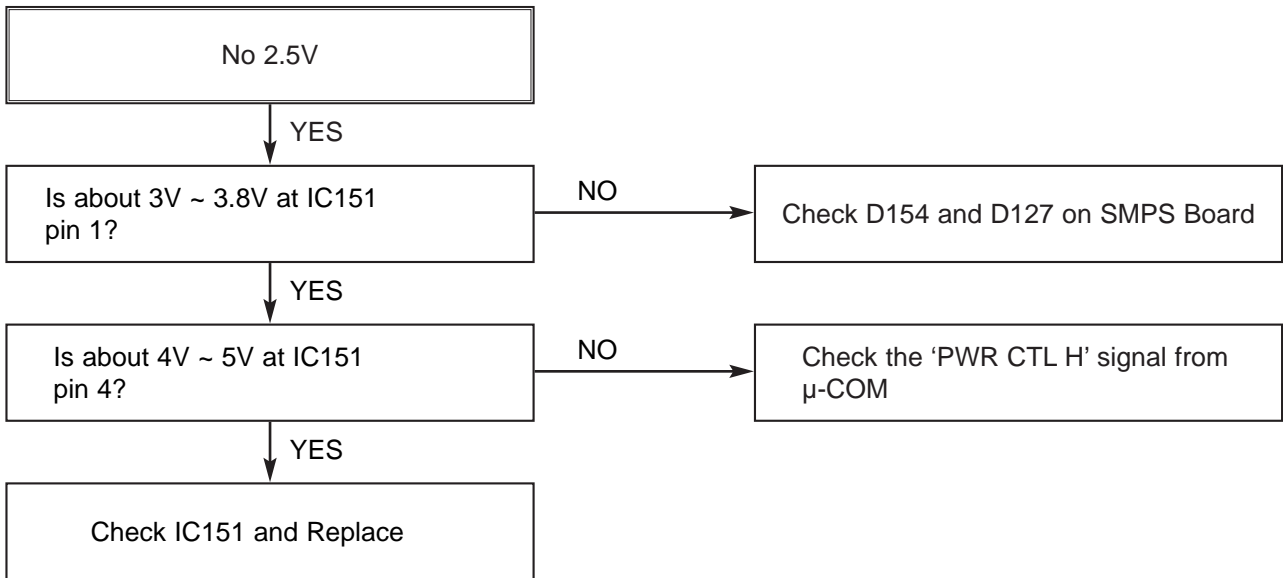 No 2.5V
YES
Is about 3V ~ 3.8V at IC151
pin 1?
NO
Check D154 and D127 on SMPS Board
YES
Is about 4V ~ 5V at IC151
pin 4?
NO
Check the ‘PWR CTL H’ signal from
µ-COM
YES
Check IC151 and Replace